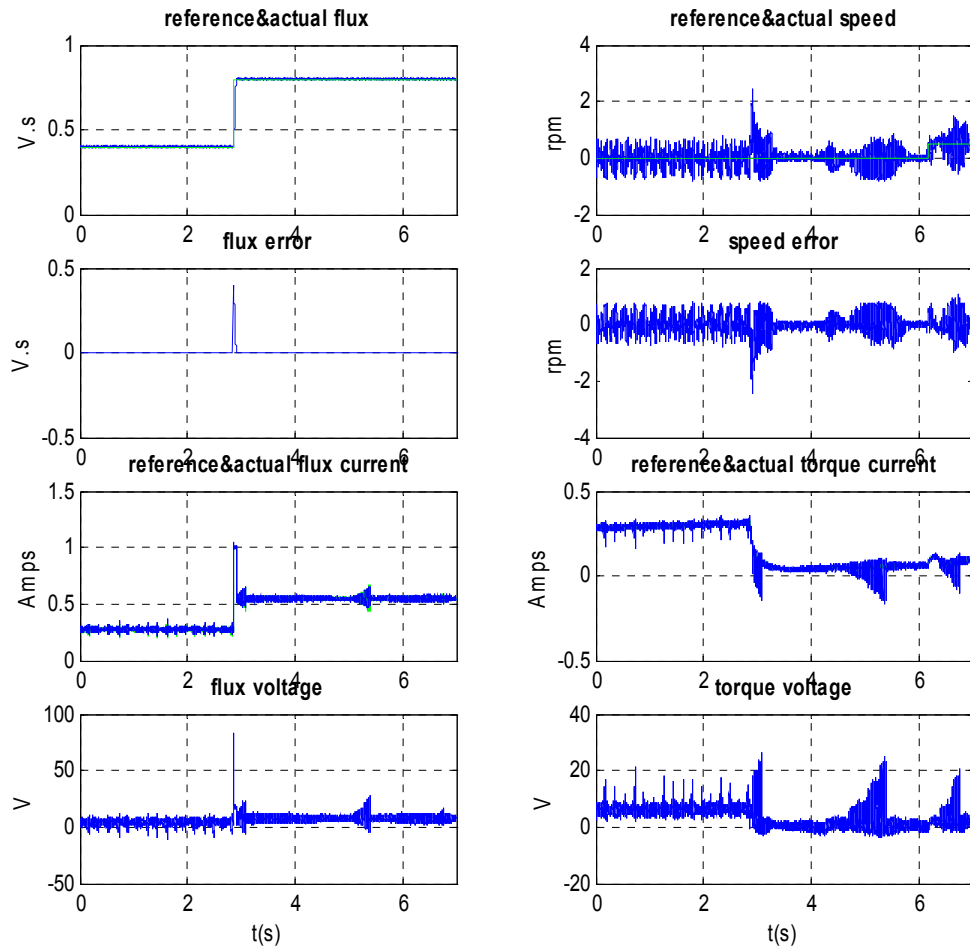 reference&actual flux
1
0.5
0
V.s
0 2 4 6
reference&actual speed
4
2
0
-2
rpm
0 2 4 6
flux error
0.5
0
-0.5
V.s
0 2 4 6
speed error
4
2
0
-2
-4
rpm
0 2 4 6
reference&actual flux current
1.5
1
0.5
0
Amps
0 2 4 6
reference&actual torque current
0.5
0
-0.5
Amps
0 2 4 6
flux voltage
100
50
0
-50
V
0 2 4 6
t(s)
torque voltage
40
20
0
-20
V
0 2 4 6
t(s)